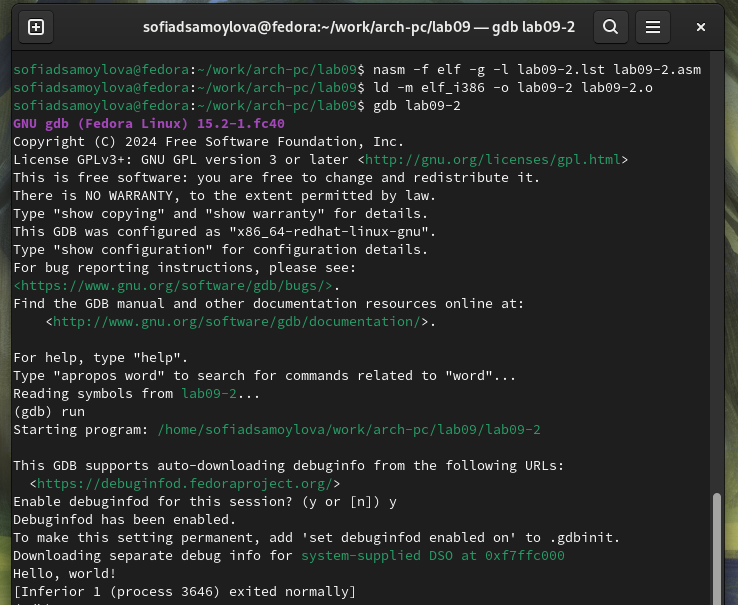 sofiadsamoylova@fedora:~/work/arch-pc/lab09 — gdb lab09-2
sofiadsamoylova@fedora:~/work/arch-pc/lab09$ nasm -f elf -g -l lab09-2.lst lab09-2.asm
sofiadsamoylova@fedora:~/work/arch-pc/lab09$ ld -m elf_i386 -o lab09-2 lab09-2.o
sofiadsamoylova@fedora:~/work/arch-pc/lab09$ gdb lab09-2
GNU gdb (Fedora Linux) 15.2-1.fc40
Copyright (C) 2024 Free Software Foundation, Inc.
License GPLv3+: GNU GPL version 3 or later <http://gnu.org/licenses/gpl.html>
This is free software: you are free to change and redistribute it.
There is NO WARRANTY, to the extent permitted by law.
Type "show copying" and "show warranty" for details.
This GDB was configured as "x86_64-redhat-linux-gnu".
Type "show configuration" for configuration details.
For bug reporting instructions, please see:
<https://www.gnu.org/software/gdb/bugs/>.
Find the GDB manual and other documentation resources online at:
    <http://www.gnu.org/software/gdb/documentation/>.

For help, type "help".
Type "apropos word" to search for commands related to "word"...
Reading symbols from lab09-2...
(gdb) run
Starting program: /home/sofiadsamoylova/work/arch-pc/lab09/lab09-2

This GDB supports auto-downloading debuginfo from the following URLs:
  <https://debuginfod.fedoraproject.org/>
Enable debuginfod for this session? (y or [n]) y
Debuginfod has been enabled.
To make this setting permanent, add 'set debuginfod enabled on' to .gdbinit.
Downloading separate debug info for system-supplied DSO at 0xf7ffc000
Hello, world!
[Inferior 1 (process 3646) exited normally]